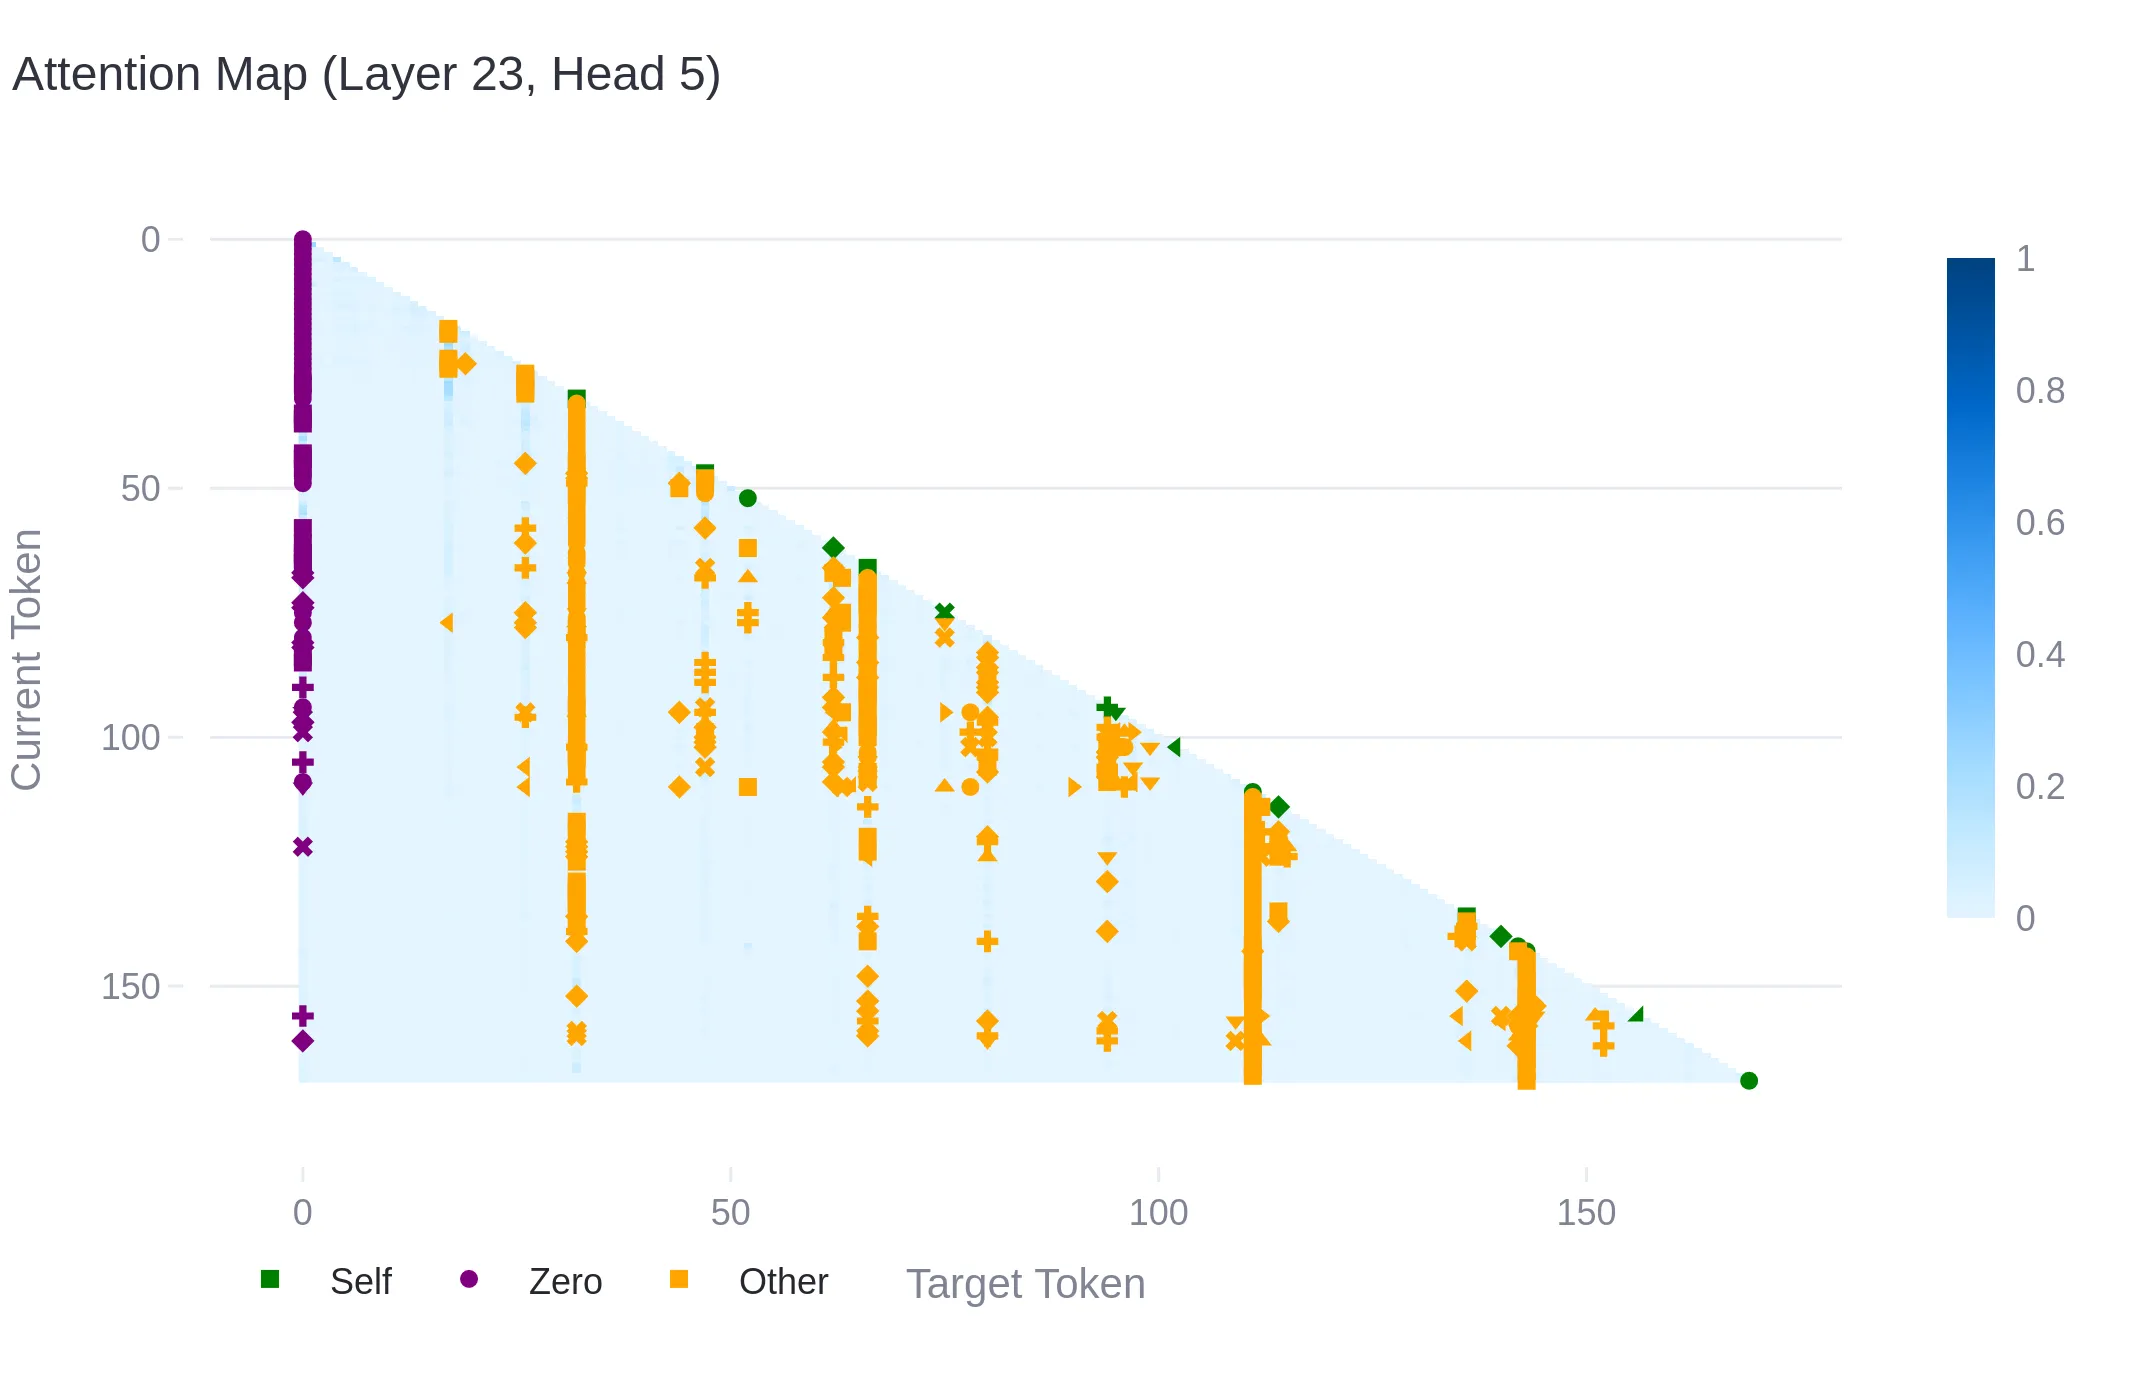 Attention Map (Layer 23, Head 5)
0
50
100
150
Current Token
1
0.8
0.6
0.4
0.2
0
0 50 100 150
Self Zero Other Target Token